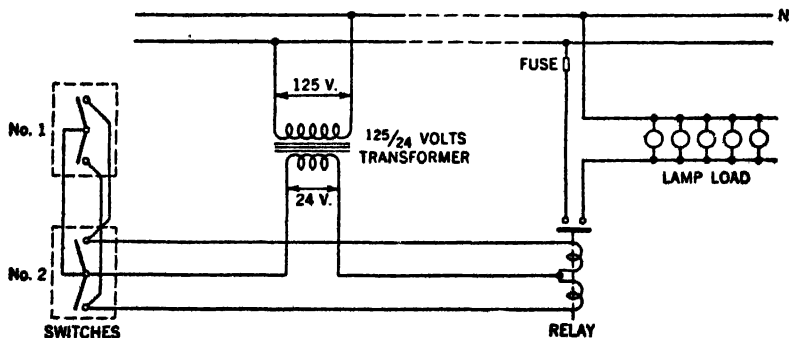 N
FUSE
125 V.
No. 1
125/24 VOLTS
TRANSFORMER
LAMP LOAD
24 V.
No. 2
SWITCHES
RELAY